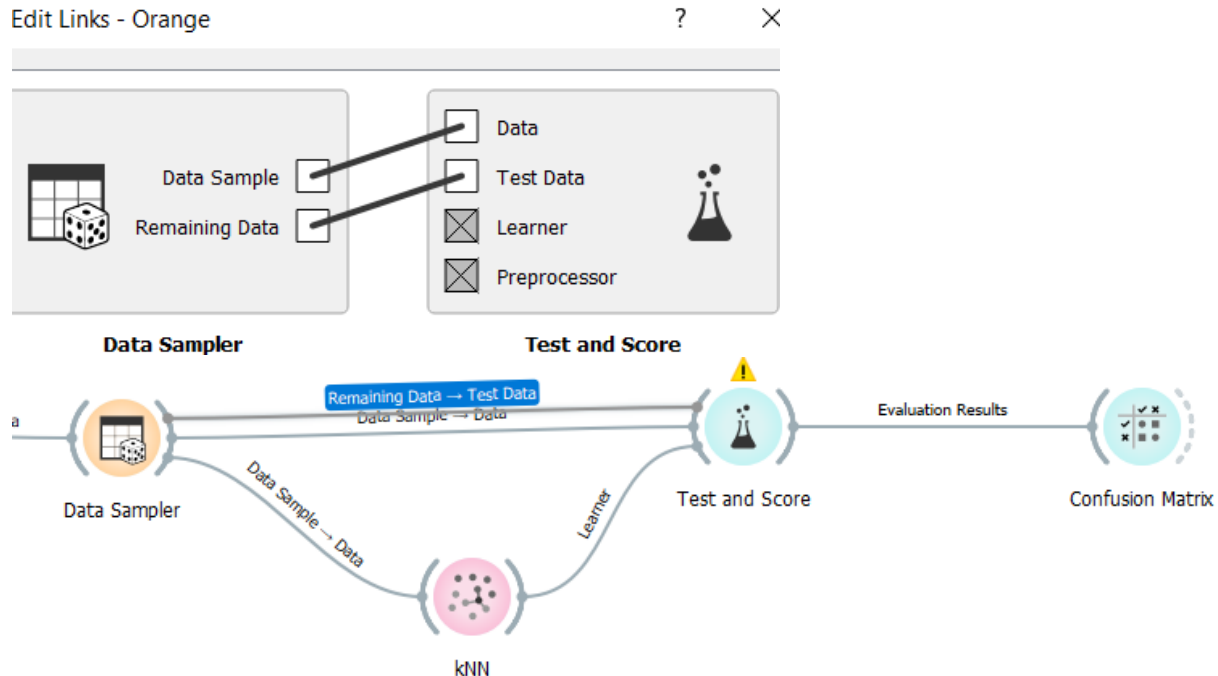 Edit Links - Orange
?
Data
Data Sample
Test Data
Remaining Data
Learner
Preprocessor
Data Sampler
Test and Score
Remaining Data → Test Data
Data Sample → Data
a
Evaluation Results
Data Sampler
Data Sample → Data
Learner
Test and Score
Confusion Matrix
kNN